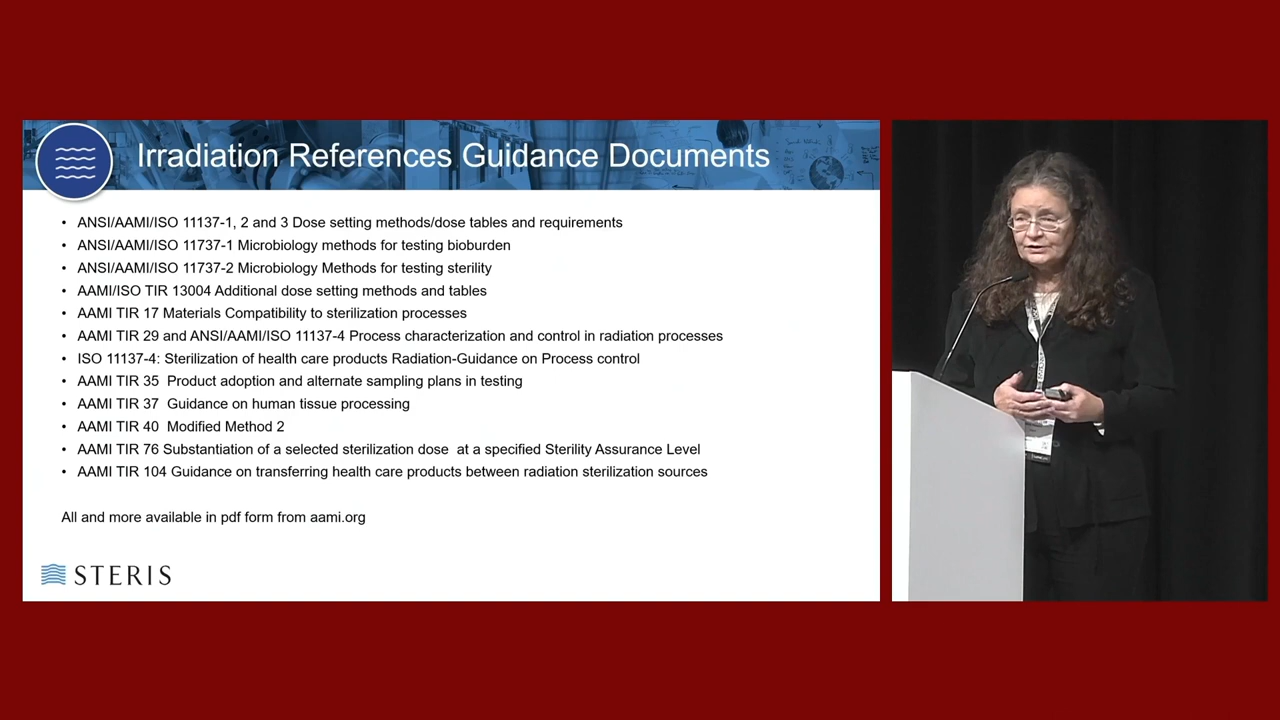 Irradiation References Guidance Documents
• ANSI/AAMI/ISO 11137-1, 2 and 3 Dose setting methods/dose tables and requirements
• ANSI/AAMI/ISO 11737-1 Microbiology methods for testing bioburden
• ANSI/AAMI/ISO 11737-2 Microbiology Methods for testing sterility
• AAMI/ISO TIR 13004 Additional dose setting methods and tables
• AAMI TIR 17 Materials Compatibility to sterilization processes
• AAMI TIR 29 and ANSI/AAMI/ISO 11137-4 Process characterization and control in radiation processes
• ISO 11137-4: Sterilization of health care products Radiation-Guidance on Process control
• AAMI TIR 35  Product adoption and alternate sampling plans in testing
• AAMI TIR 37  Guidance on human tissue processing
• AAMI TIR 40  Modified Method 2
• AAMI TIR 76 Substantiation of a selected sterilization dose  at a specified Sterility Assurance Level
• AAMI TIR 104 Guidance on transferring health care products between radiation sterilization sources
All and more available in pdf form from aami.org
STERIS